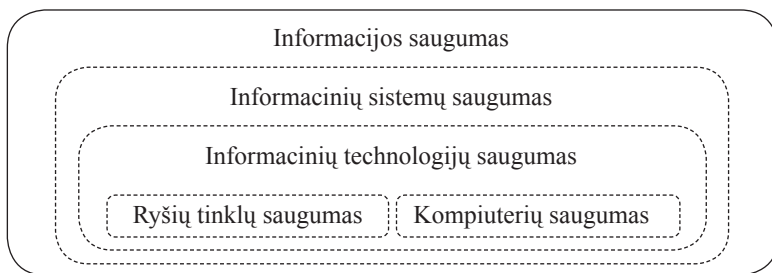 Informacijos saugumas
Informacinių sistemų saugumas
Informacinių technologijų saugumas
Ryšių tinklų saugumas
Kompiuterių saugumas